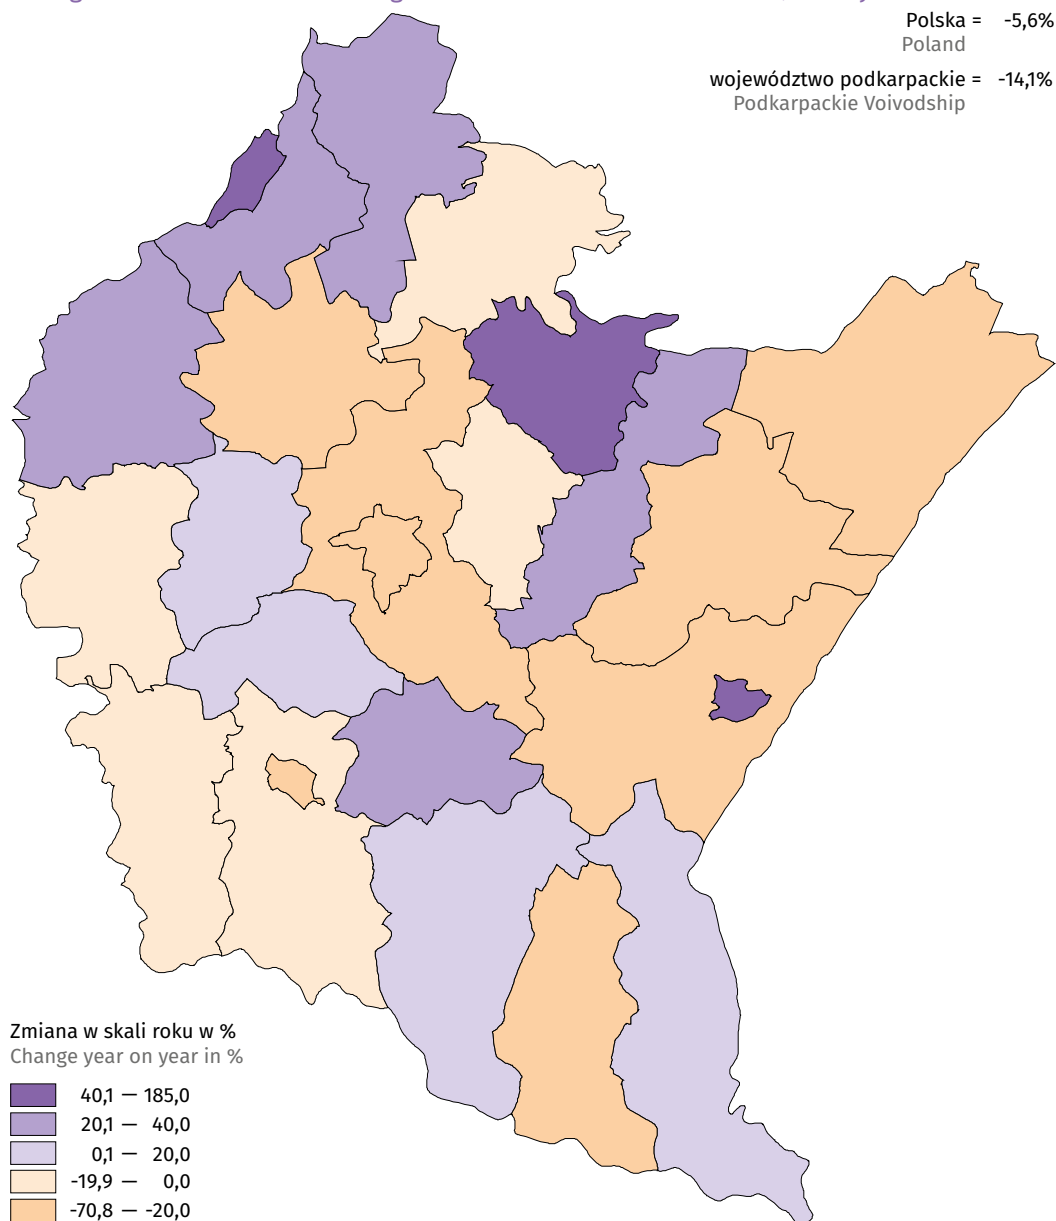 Polska = -5,6%
Poland
województwo podkarpackie = -14,1%
Podkarpackie Voivodship
Zmiana w skali roku w %
Change year on year in %
40,1 — 185,0
20,1 — 40,0
0,1 — 20,0
-19,9 — 0,0
-70,8 — -20,0